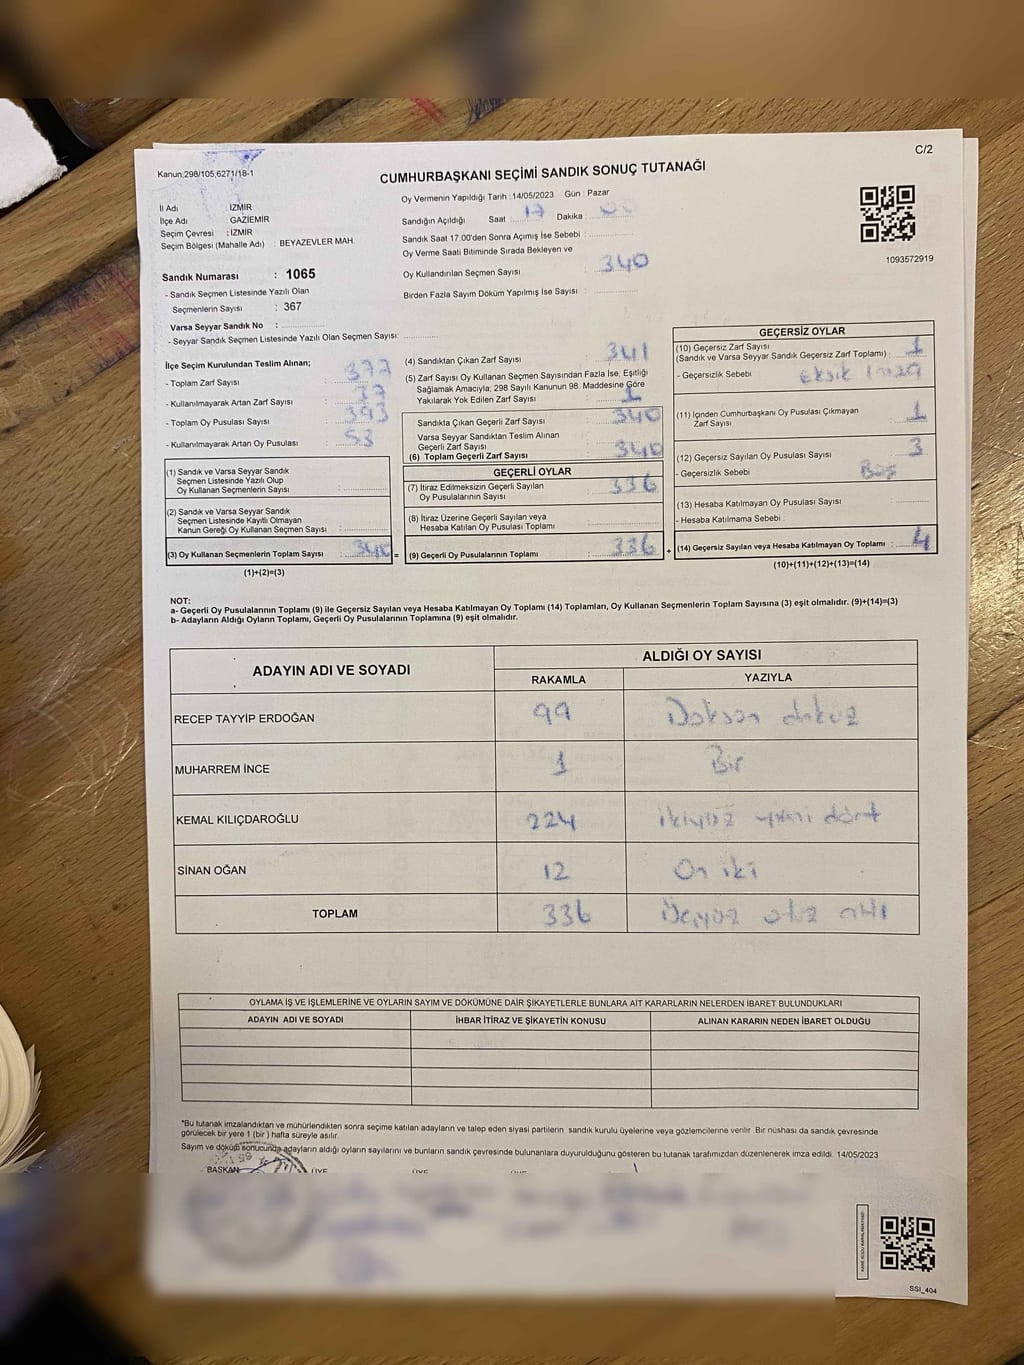 C/2
Kanun;298/105;6271/18-1
CUMHURBAŞKANI SEÇİMİ SANDIK SONUÇ TUTANAĞI
İl Adı : İZMİR
İlçe Adı : GAZİEMİR
Seçim Çevresi : İZMİR
Seçim Bölgesi (Mahalle Adı) : BEYAZEVLER MAH.
Sandık Numarası : 1065
- Sandık Seçmen Listesinde Yazılı Olan
Seçmenlerin Sayısı : 367
Varsa Seyyar Sandık No :
- Seyyar Sandık Seçmen Listesinde Yazılı Olan Seçmen Sayısı:
Oy Vermenin Yapıldığı Tarih : 14/05/2023 Gün : Pazar
Sandığın Açıldığı Saat : 17 Dakika :
Sandık Saat 17.00'den Sonra Açımış İse Sebebi :
Oy Verme Saati Bitiminde Sırada Bekleyen ve
Oy Kullandırılan Seçmen Sayısı : 340
Birden Fazla Sayım Döküm Yapılmış İse Sayısı :
1093572919
İlçe Seçim Kurulundan Teslim Alınan;
- Toplam Zarf Sayısı : 377
- Kullanılmayarak Artan Zarf Sayısı : 37
- Toplam Oy Pusulası Sayısı : 393
- Kullanılmayarak Artan Oy Pusulası : 53
(1) Sandık ve Varsa Seyyar Sandık
Seçmen Listesinde Yazılı Olup
Oy Kullanan Seçmenlerin Sayısı :
(2) Sandık ve Varsa Seyyar Sandık
Seçmen Listesinde Kayıtlı Olmayan
Kanun Gereği Oy Kullanan Seçmen Sayısı :
(3) Oy Kullanan Seçmenlerin Toplam Sayısı : 340 =
(1)+(2)=(3)
(4) Sandıktan Çıkan Zarf Sayısı : 341
(5) Zarf Sayısı Oy Kullanan Seçmen Sayısından Fazla İse, Eşitliği
Sağlamak Amacıyla; 298 Sayılı Kanunun 98. Maddesine Göre
Yakılarak Yok Edilen Zarf Sayısı : 1
Sandıkta Çıkan Geçerli Zarf Sayısı : 340
Varsa Seyyar Sandıktan Teslim Alınan
Geçerli Zarf Sayısı
(6) Toplam Geçerli Zarf Sayısı : 340
GEÇERLİ OYLAR
(7) İtiraz Edilmeksizin Geçerli Sayılan
Oy Pusulalarının Sayısı : 336
(8) İtiraz Üzerine Geçerli Sayılan veya
Hesaba Katılan Oy Pusulası Toplamı :
(9) Geçerli Oy Pusulalarının Toplamı : 336 +
GEÇERSİZ OYLAR
(10) Geçersiz Zarf Sayısı
(Sandık ve Varsa Seyyar Sandık Geçersiz Zarf Toplamı) : 1
- Geçersizlik Sebebi : eksik imza
(11) İçinden Cumhurbaşkanı Oy Pusulası Çıkmayan
Zarf Sayısı : 1
(12) Geçersiz Sayılan Oy Pusulası Sayısı : 3
- Geçersizlik Sebebi : Boş
(13) Hesaba Katılmayan Oy Pusulası Sayısı :
- Hesaba Katılmama Sebebi :
(14) Geçersiz Sayılan veya Hesaba Katılmayan Oy Toplamı : 4
(10)+(11)+(12)+(13)=(14)
NOT:
a- Geçerli Oy Pusulalarının Toplamı (9) ile Geçersiz Sayılan veya Hesaba Katılmayan Oy Toplamı (14) Toplamları, Oy Kullanan Seçmenlerin Toplam Sayısına (3) eşit olmalıdır. (9)+(14)=(3)
b- Adayların Aldığı Oyların Toplamı, Geçerli Oy Pusulalarının Toplamına (9) eşit olmalıdır.
ADAYIN ADI VE SOYADI ALDIĞI OY SAYISI
RAKAMLA YAZIYLA
RECEP TAYYİP ERDOĞAN 99 Doksan dokuz
MUHARREM İNCE 1 Bir
KEMAL KILIÇDAROĞLU 224 ikiyüz yirmi dört
SİNAN OĞAN 12 On iki
TOPLAM 336 Üçyüz otuz altı
OYLAMA İŞ VE İŞLEMLERİNE VE OYLARIN SAYIM VE DÖKÜMÜNE DAİR ŞİKAYETLERLE BUNLARA AİT KARARLARIN NELERDEN İBARET BULUNDUKLARI
ADAYIN ADI VE SOYADI İHBAR İTİRAZ VE ŞİKAYETİN KONUSU ALINAN KARARIN NEDEN İBARET OLDUĞU
*Bu tutanak imzalandıktan ve mühürlendikten sonra seçime katılan adayların ve talep eden siyasi partilerin sandık kurulu üyelerine veya gözlemcilerine verilir. Bir nüshası da sandık çevresinde
görülecek bir yere 1 (bir ) hafta süreyle asılır.
Sayım ve döküm sonucunda adayların aldığı oyların sayılarını ve bunların sandık çevresinde bulunanlara duyurulduğunu gösteren bu tutanak tarafımızdan düzenlenerek imza edildi. 14/05/2023
BAŞKAN ÜYE ÜYE
SSI_404